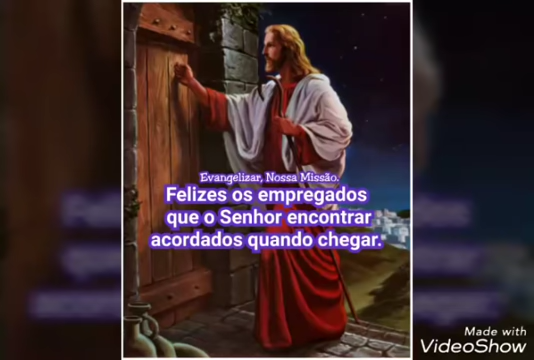 Evangelizar, Nossa Missão.
Felizes os empregados
que o Senhor encontrar
acordados quando chegar.
Made with
VideoShow